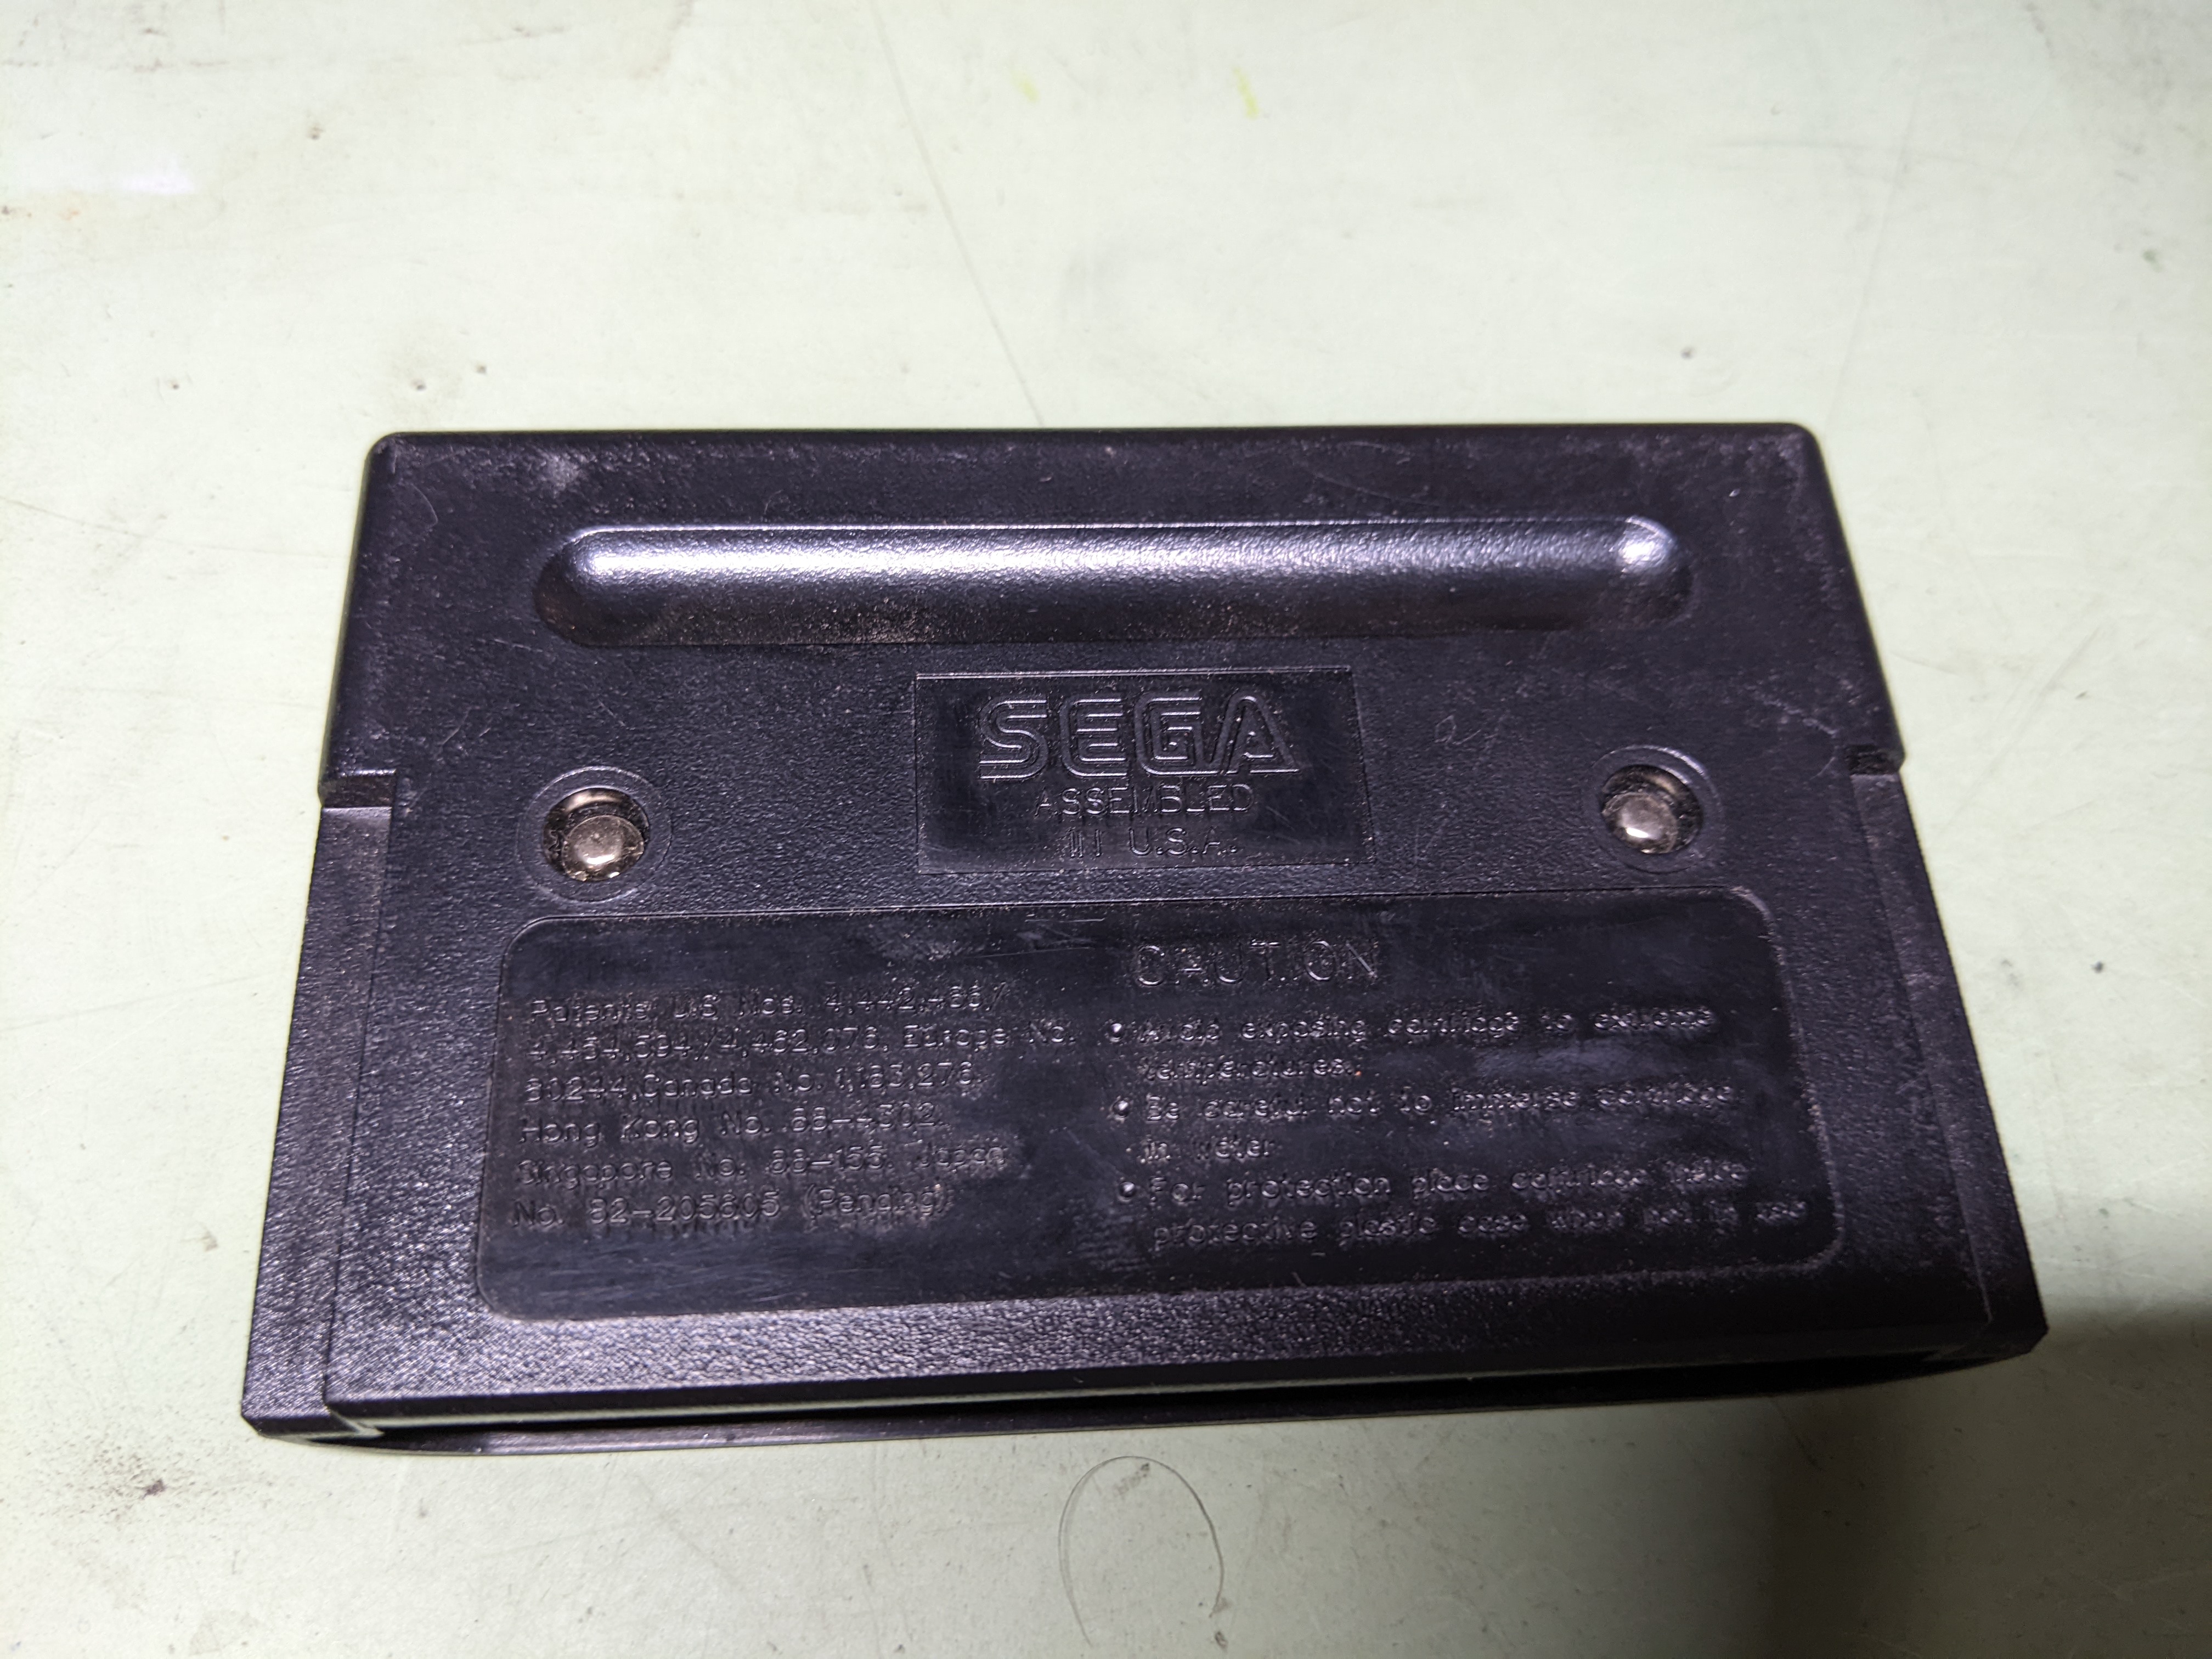 SEGA
ASSEMBLED
IN U.S.A.
Patents: U.S Nos. 4,442,486/
4,454,594/4,462,076, Europe No.
80244, Canada No. 1,183,276,
Hong Kong No. 88-4302,
Singapore No. 88-155, Japan
No. 82-205605 (Pending)
CAUTION
• Avoid exposing cartridge to extreme
temperatures.
• Be careful not to immerse cartridge
in water
• For protection place cartridge inside
protective plastic case when not in use